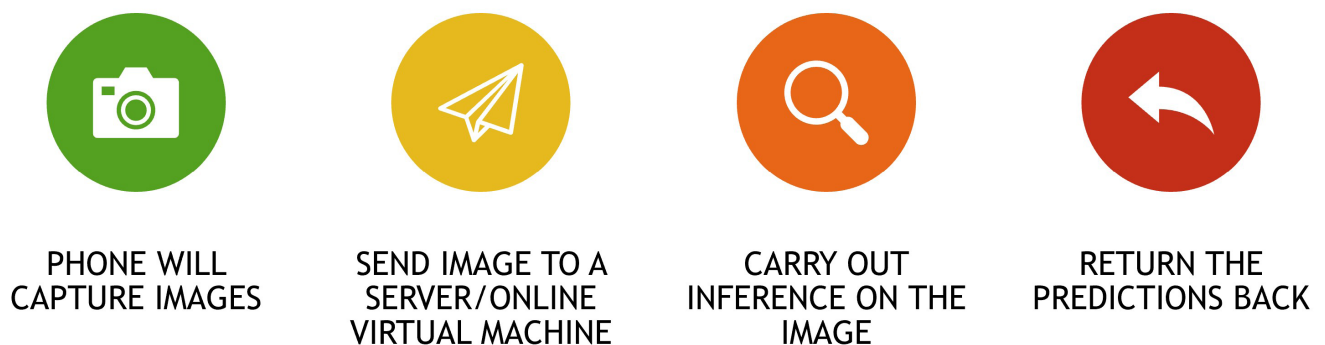 PHONE WILL
CAPTURE IMAGES
SEND IMAGE TO A
SERVER/ONLINE
VIRTUAL MACHINE
CARRY OUT
INFERENCE ON THE
IMAGE
RETURN THE
PREDICTIONS BACK